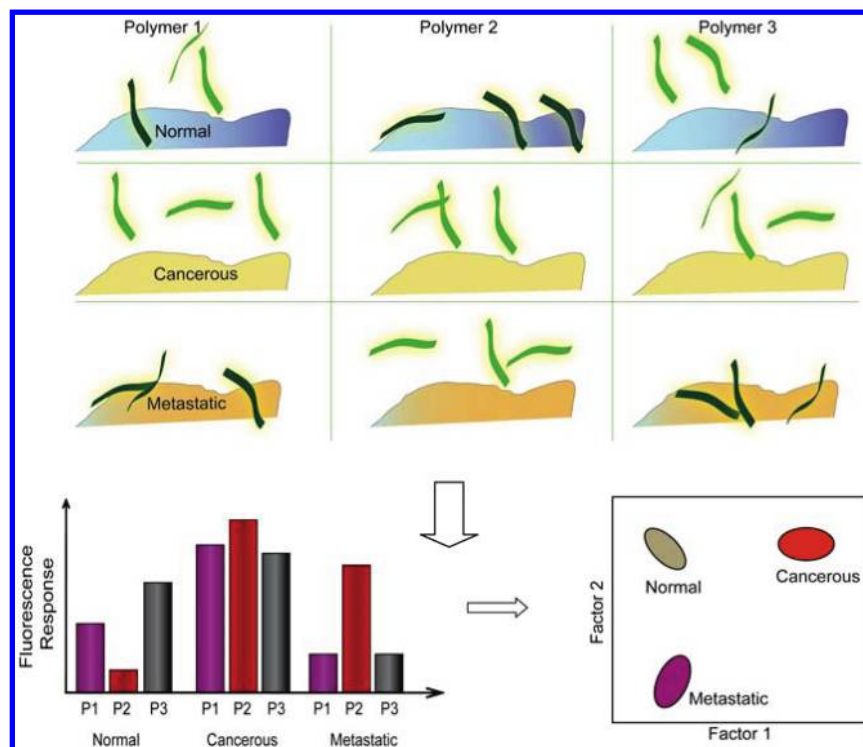 Polymer 1
Polymer 2
Polymer 3
Normal
Cancerous
Metastatic
Fluorescence
Response
P1 P2 P3 P1 P2 P3 P1 P2 P3
Normal Cancerous Metastatic
Factor 2
Normal
Cancerous
Metastatic
Factor 1